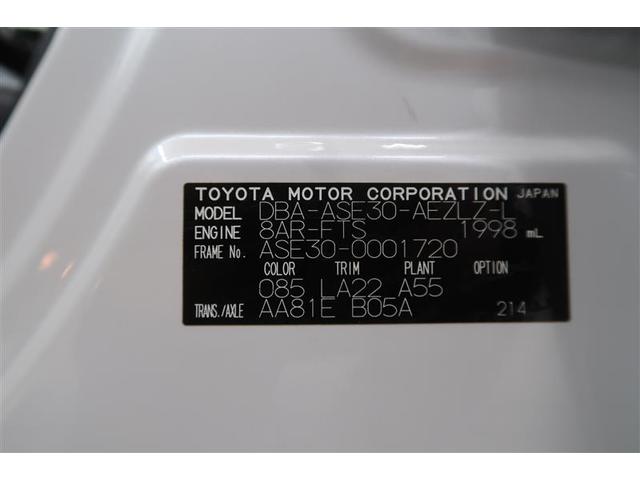 TOYOTA MOTOR CORPORATION JAPAN
MODEL DBA-ASE30-AEZLZ-L
ENGINE 8AR-FTS 1998 mL
FRAME No. ASE30-0001720
COLOR TRIM PLANT OPTION
085 LA22 A55
TRANS./AXLE AA81E B05A 214